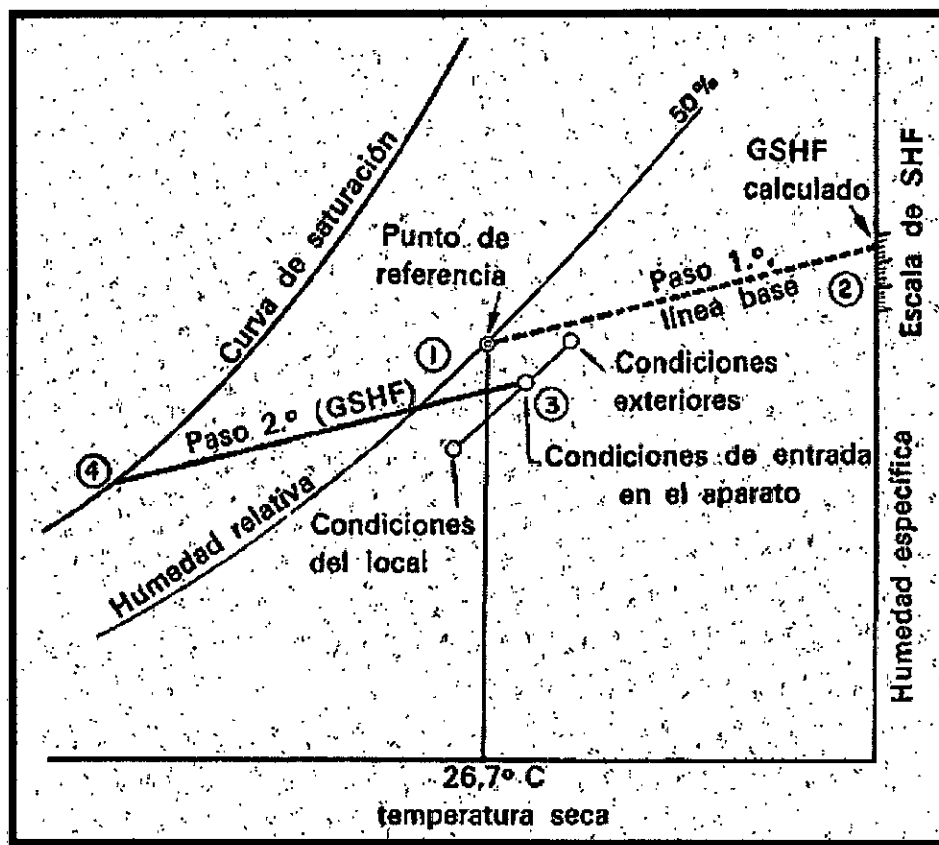 50%
GSHF
calculado
Escala de SHF
Curva de saturación
Punto de
referencia
Paso 1.º,
línea base
2
1
Condiciones
exteriores
Paso 2.º (GSHF)
3
4
Condiciones de entrada
en el aparato
Humedad relativa
Condiciones
del local
Humedad específica
26,7º C
temperatura seca